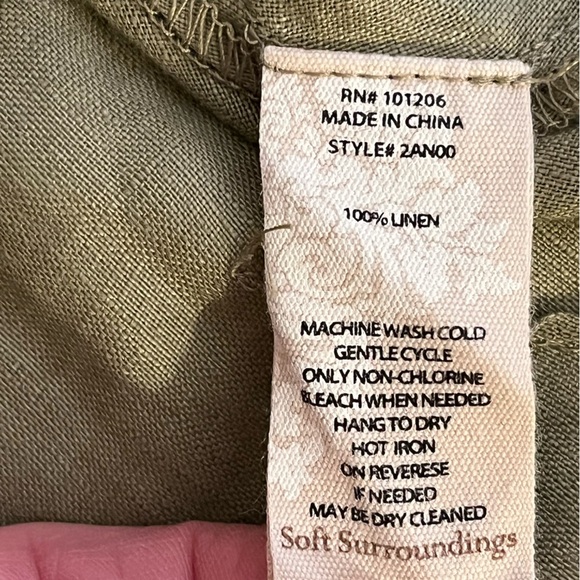 RN# 101206
MADE IN CHINA
STYLE# 2AN00
100% LINEN
MACHINE WASH COLD
GENTLE CYCLE
ONLY NON-CHLORINE
BLEACH WHEN NEEDED
HANG TO DRY
HOT IRON
ON REVERESE
IF NEEDED
MAY BE DRY CLEANED
Soft Surroundings